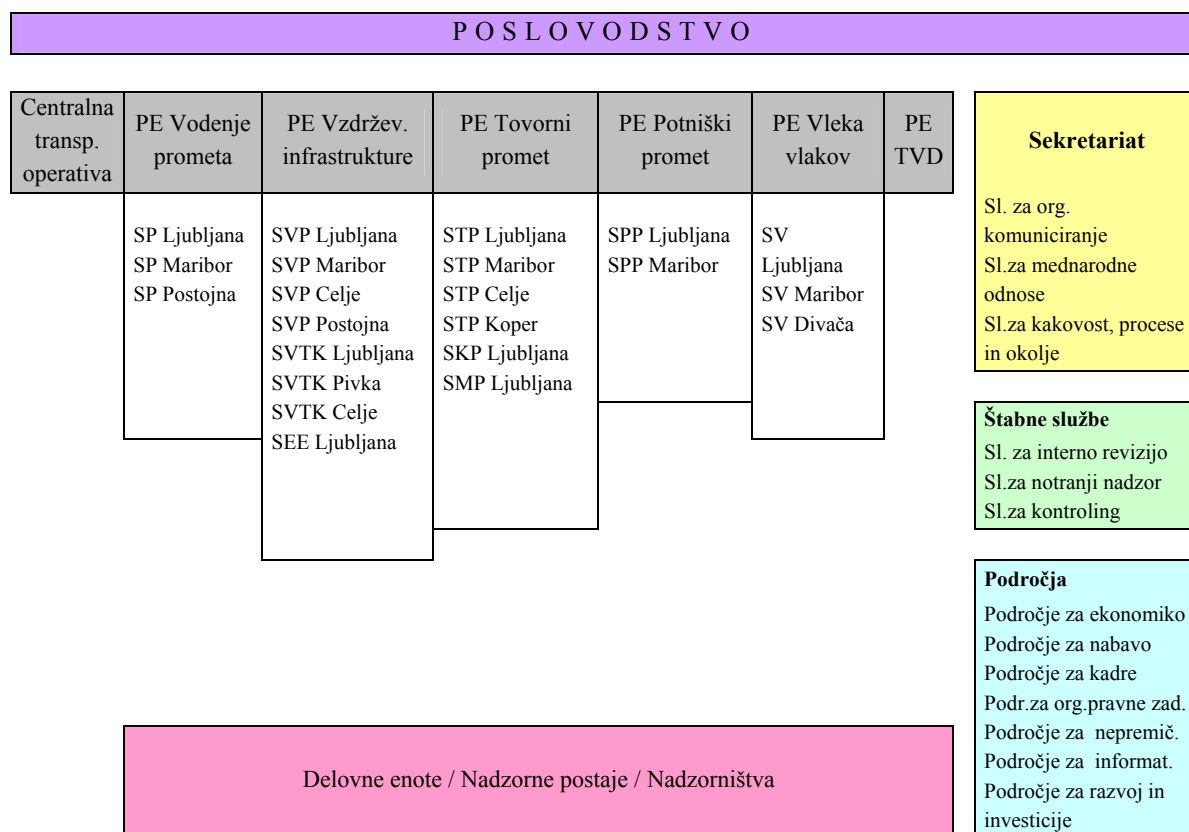 P O S L O V O D S T V O
Centralna
transp.
operativa
PE Vodenje
prometa
PE Vzdržev.
infrastrukture
PE Tovorni
promet
PE Potniški
promet
PE Vleka
vlakov
PE
TVD
SP Ljubljana
SP Maribor
SP Postojna
SVP Ljubljana
SVP Maribor
SVP Celje
SVP Postojna
SVTK Ljubljana
SVTK Pivka
SVTK Celje
SEE Ljubljana
STP Ljubljana
STP Maribor
STP Celje
STP Koper
SKP Ljubljana
SMP Ljubljana
SPP Ljubljana
SPP Maribor
SV
Ljubljana
SV Maribor
SV Divača
Sekretariat
Sl. za org.
komuniciranje
Sl.za mednarodne
odnose
Sl.za kakovost, procese
in okolje
Štabne službe
Sl. za interno revizijo
Sl.za notranji nadzor
Sl.za kontroling
Področja
Področje za ekonomiko
Področje za nabavo
Področje za kadre
Podr.za org.pravne zad.
Področje za nepremič.
Področje za informat.
Področje za razvoj in
investicije
Delovne enote / Nadzorne postaje / Nadzorništva